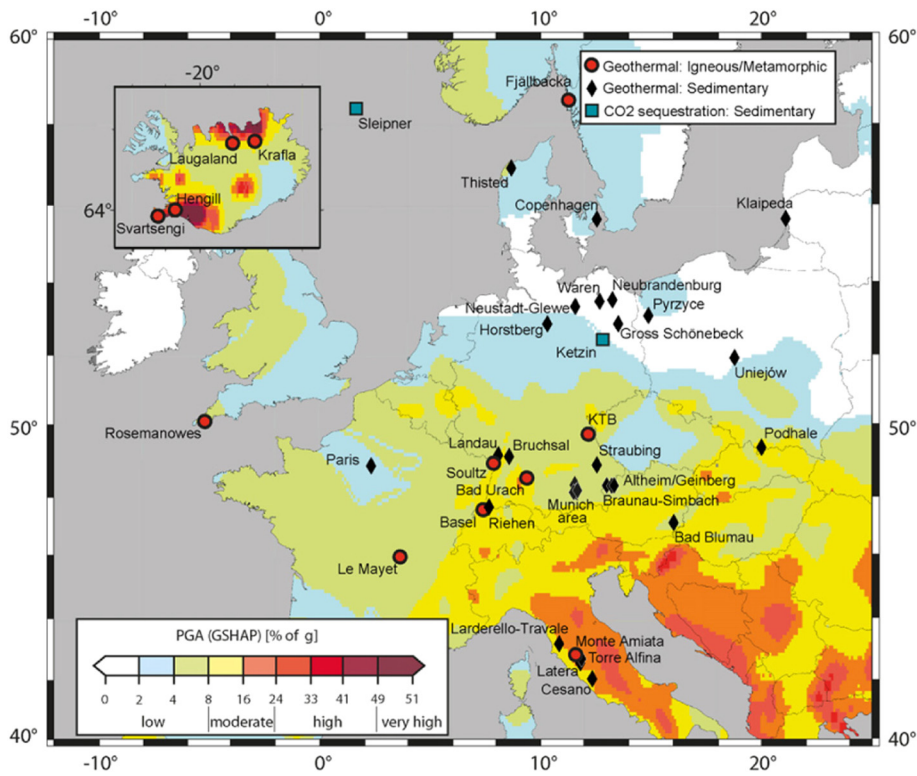 -10° 0° 10° 20°
60° 60°
-20°
Fjällbacka
Geothermal: Igneous/Metamorphic
Geothermal: Sedimentary
CO2 sequestration: Sedimentary
Sleipner
Laugaland Krafla
Thisted
Hengill
64°
Copenhagen
Klaipeda
Svartsengi
Waren Neubrandenburg
Neustadt-Glewe Pyrzyce
Horstberg Gross Schönebeck
Ketzin
Uniejów
50° 50°
Rosemanowes
KTB
Podhale
Landau Bruchsal
Straubing
Paris
Soultz
Altheim/Geinberg
Bad Urach
Braunau-Simbach
Munich
area
Basel Riehen
Bad Blumau
Le Mayet
PGA (GSHAP) [% of g]
0 2 4 8 16 24 33 41 49 51
low moderate high very high
Larderello-Travale
Monte Amiata
Torre Alfina
Latera
Cesano
40° 40°
-10° 0° 10° 20°